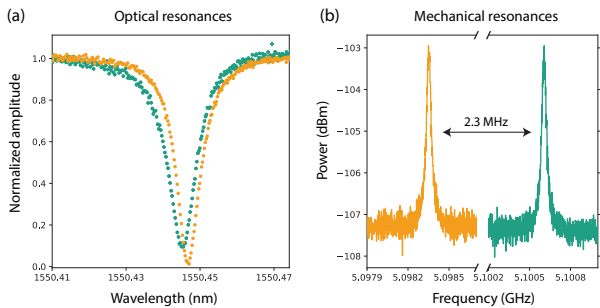 (a)
Optical resonances
(b)
Mechanical resonances
Normalized amplitude
1.0
0.8
0.6
0.4
0.2
0.0
1550.41
1550.43
1550.45
1550.47
Wavelength (nm)
Power (dBm)
−103
−104
−105
−106
−107
−108
2.3 MHz
5.0979
5.0982
5.0985
5.1002
5.1005
5.1008
Frequency (GHz)